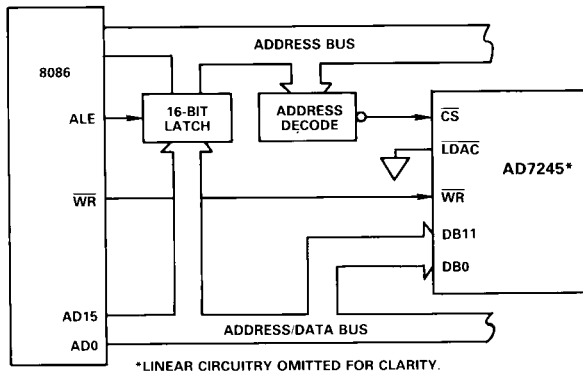 ADDRESS BUS
8086
ALE
16-BIT
LATCH
ADDRESS
DECODE
CS
LDAC
AD7245*
WR
WR
DB11
DB0
AD15
AD0
ADDRESS/DATA BUS
*LINEAR CIRCUITRY OMITTED FOR CLARITY.